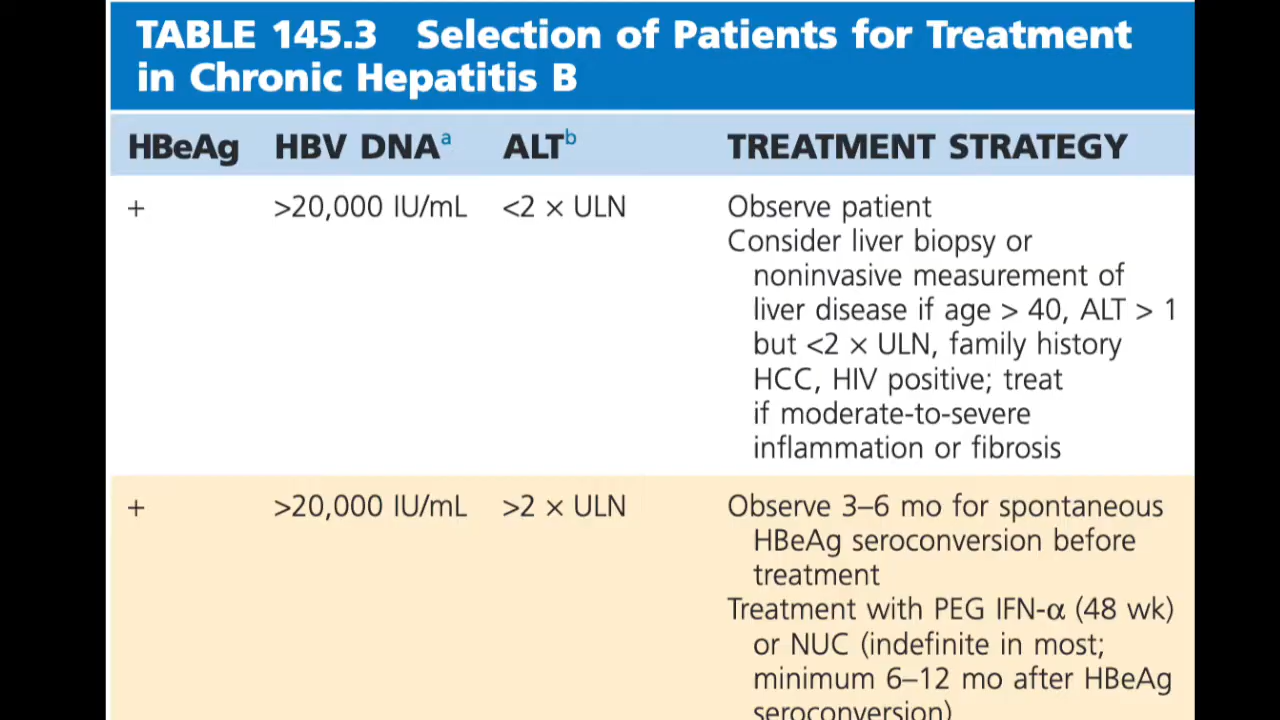 TABLE 145.3 Selection of Patients for Treatment
in Chronic Hepatitis B
HBeAg HBV DNAa ALTb TREATMENT STRATEGY
+ >20,000 IU/mL <2 × ULN Observe patient
Consider liver biopsy or
noninvasive measurement of
liver disease if age > 40, ALT > 1
but <2 × ULN, family history
HCC, HIV positive; treat
if moderate-to-severe
inflammation or fibrosis
+ >20,000 IU/mL >2 × ULN Observe 3–6 mo for spontaneous
HBeAg seroconversion before
treatment
Treatment with PEG IFN-α (48 wk)
or NUC (indefinite in most;
minimum 6–12 mo after HBeAg
seroconversion)